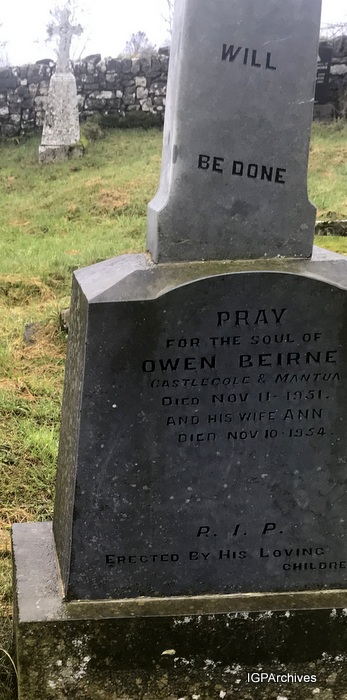 WILL
BE DONE
PRAY
FOR THE SOUL OF
OWEN BEIRNE
CASTLECOLE & MANTUA
DIED NOV 11-1951.
AND HIS WIFE ANN
DIED NOV 10-1954.
R. I. P.
ERECTED BY HIS LOVING
CHILDRE
IGPArchives